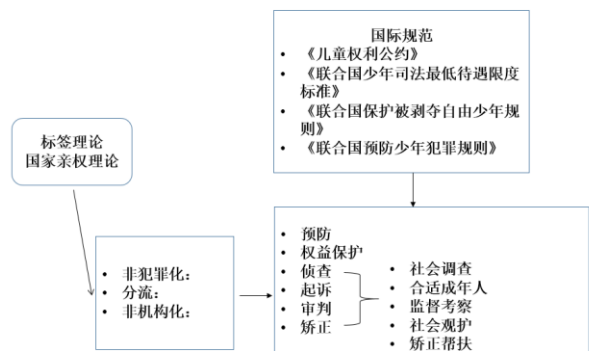 国际规范
• 《儿童权利公约》
• 《联合国少年司法最低待遇限度
标准》
• 《联合国保护被剥夺自由少年规
则》
• 《联合国预防少年犯罪规则》
标签理论
国家亲权理论
• 非犯罪化：
• 分流：
• 非机构化：
• 预防
• 权益保护
• 侦查
• 起诉
• 审判
• 矫正
• 社会调查
• 合适成年人
• 监督考察
• 社会观护
• 矫正帮扶